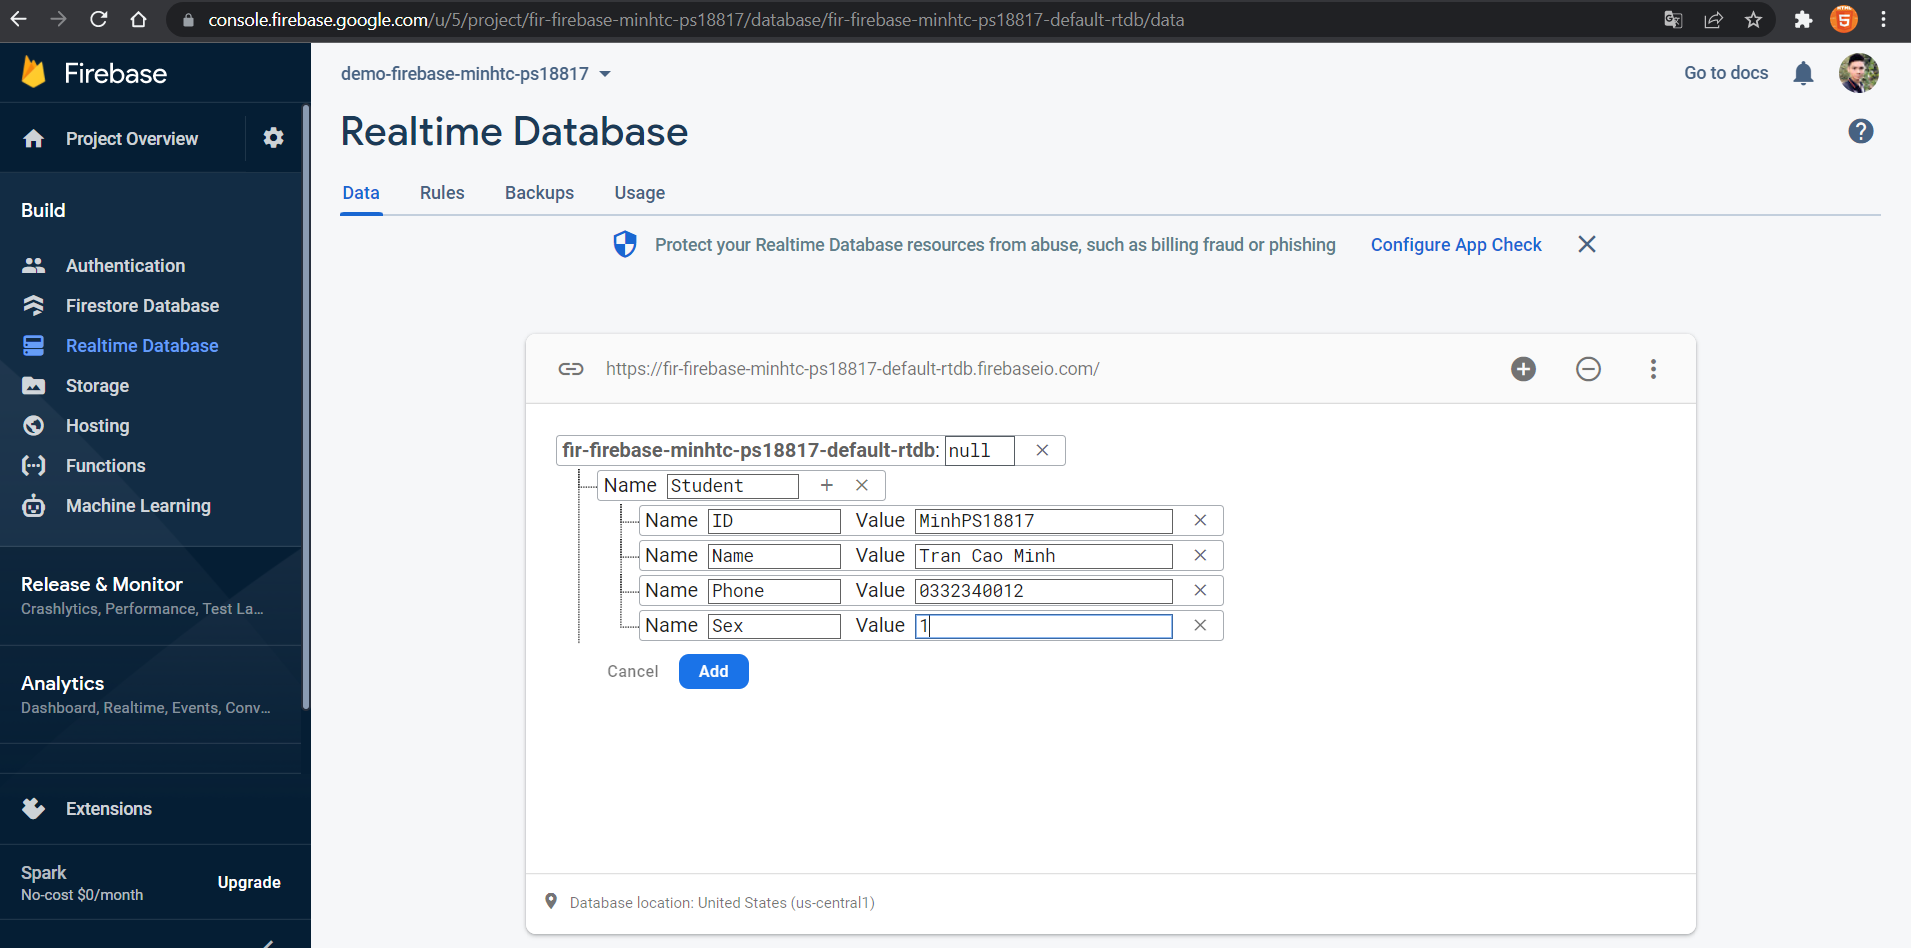 console.firebase.google.com/u/5/project/fir-firebase-minhtc-ps18817/database/fir-firebase-minhtc-ps18817-default-rtdb/data
Firebase
demo-firebase-minhtc-ps18817
Go to docs
Project Overview
Realtime Database
Data Rules Backups Usage
Build
Protect your Realtime Database resources from abuse, such as billing fraud or phishing Configure App Check
Authentication
Firestore Database
Realtime Database
Storage
Hosting
Functions
Machine Learning
https://fir-firebase-minhtc-ps18817-default-rtdb.firebaseio.com/
fir-firebase-minhtc-ps18817-default-rtdb: null
Name Student
Name ID Value MinhPS18817
Name Name Value Tran Cao Minh
Name Phone Value 0332340012
Name Sex Value 1
Cancel Add
Release & Monitor
Crashlytics, Performance, Test La...
Analytics
Dashboard, Realtime, Events, Conv...
Extensions
Spark
No-cost $0/month
Upgrade
Database location: United States (us-central1)